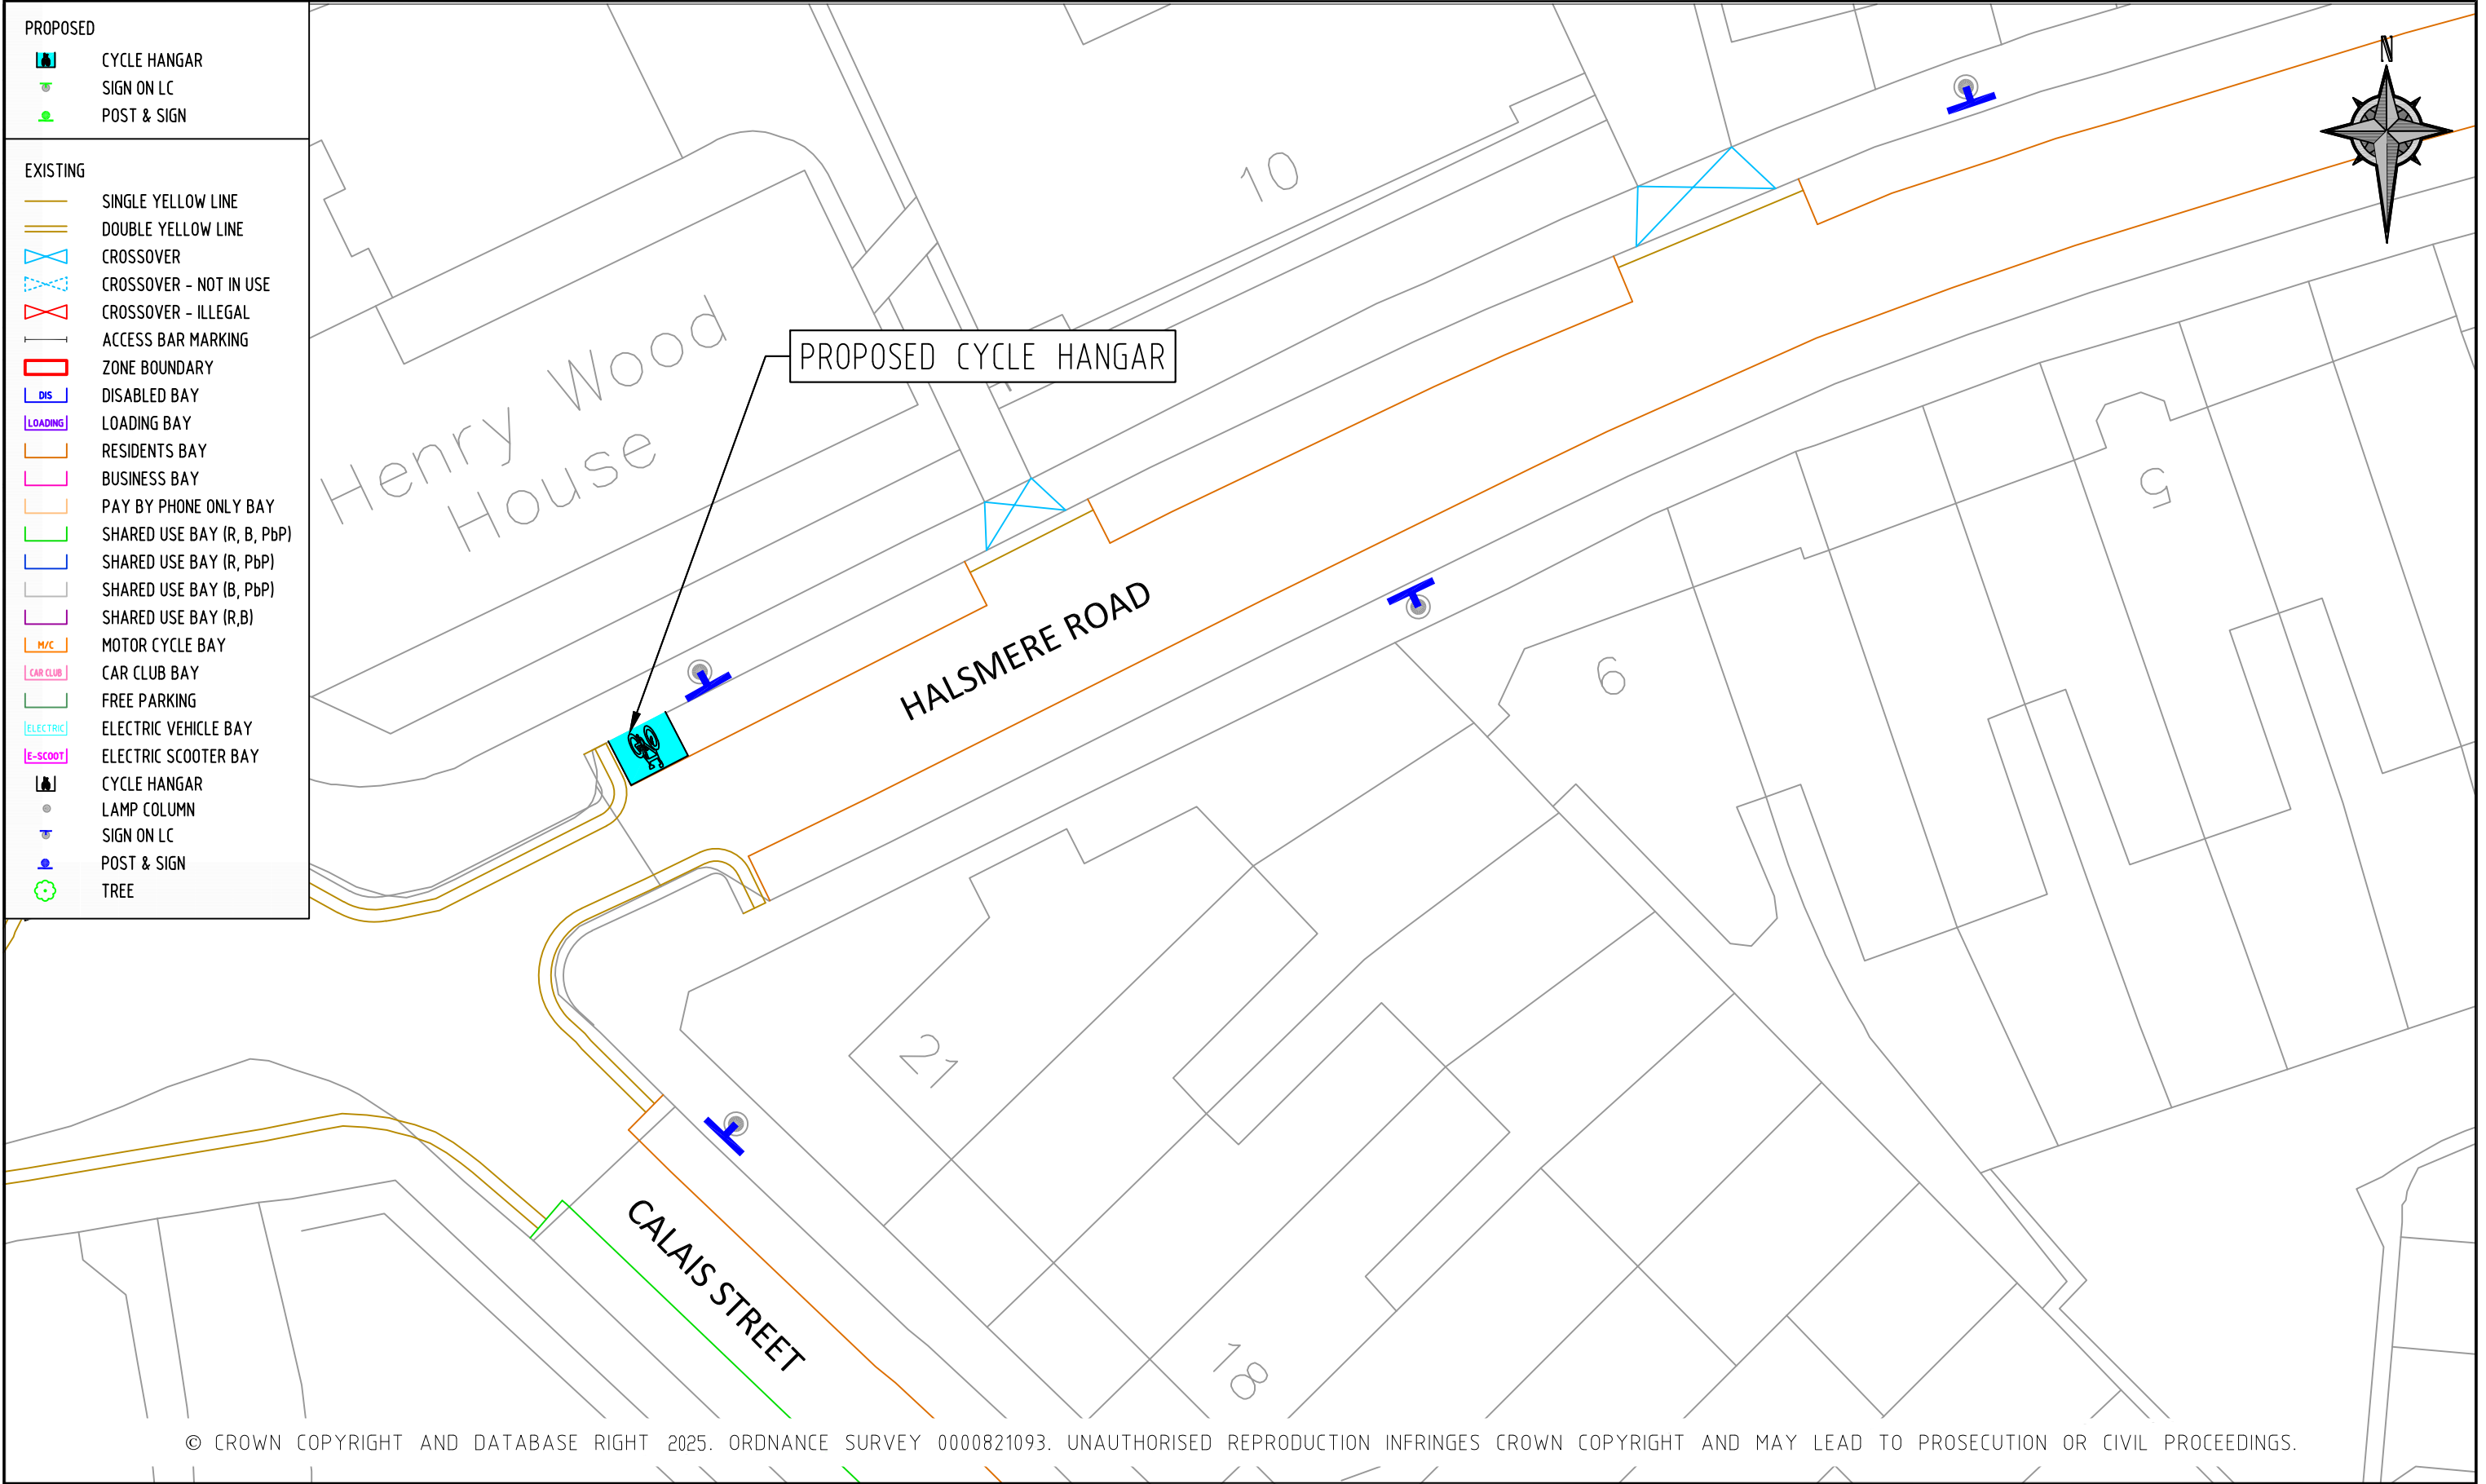 PROPOSED
CYCLE HANGAR
SIGN ON LC
POST & SIGN
EXISTING
SINGLE YELLOW LINE
DOUBLE YELLOW LINE
CROSSOVER
CROSSOVER - NOT IN USE
CROSSOVER - ILLEGAL
ACCESS BAR MARKING
ZONE BOUNDARY
DIS DISABLED BAY
LOADING LOADING BAY
RESIDENTS BAY
BUSINESS BAY
PAY BY PHONE ONLY BAY
SHARED USE BAY (R, B, PbP)
SHARED USE BAY (R, PbP)
SHARED USE BAY (B, PbP)
SHARED USE BAY (R,B)
M/C MOTOR CYCLE BAY
CAR CLUB CAR CLUB BAY
FREE PARKING
ELECTRIC ELECTRIC VEHICLE BAY
E-SCOOT ELECTRIC SCOOTER BAY
CYCLE HANGAR
LAMP COLUMN
SIGN ON LC
POST & SIGN
TREE
N
10
Henry Wood
House
PROPOSED CYCLE HANGAR
HALSMERE ROAD
5
6
21
CALAIS STREET
18
© CROWN COPYRIGHT AND DATABASE RIGHT 2025. ORDNANCE SURVEY 0000821093. UNAUTHORISED REPRODUCTION INFRINGES CROWN COPYRIGHT AND MAY LEAD TO PROSECUTION OR CIVIL PROCEEDINGS.